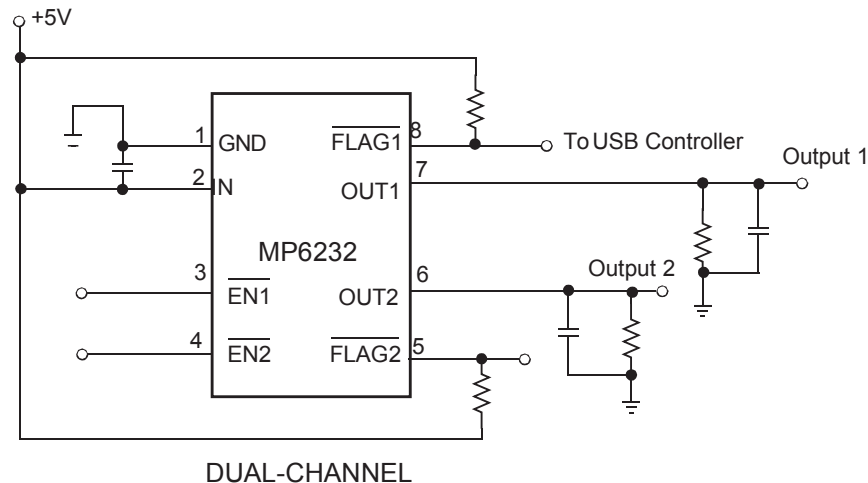 +5V
1
GND
FLAG1
8
To USB Controller
Output 1
2
IN
7
OUT1
MP6232
3
EN1
6
OUT2
Output 2
4
EN2
FLAG2
5
DUAL-CHANNEL